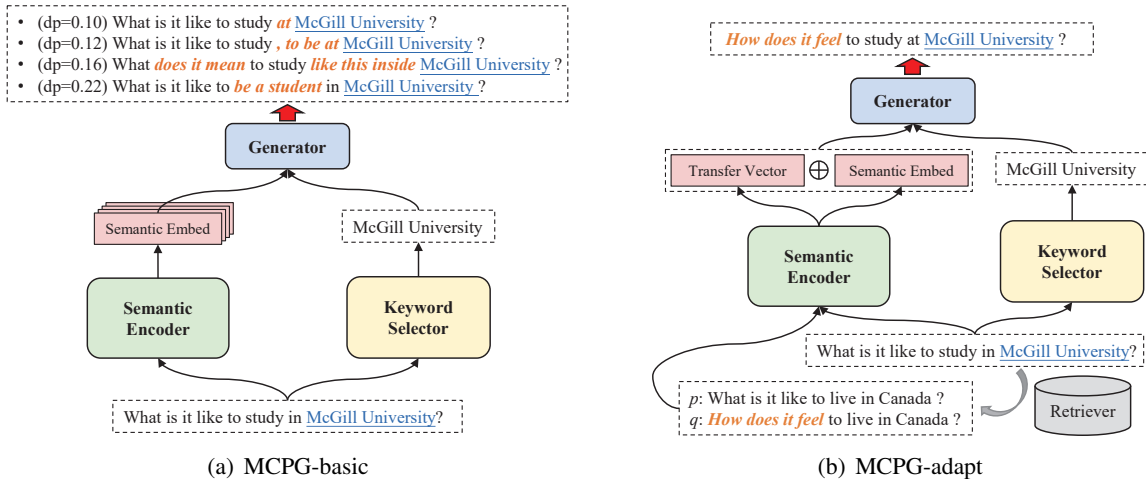 • (dp=0.10) What is it like to study at McGill University ?
• (dp=0.12) What is it like to study , to be at McGill University ?
• (dp=0.16) What does it mean to study like this inside McGill University ?
• (dp=0.22) What is it like to be a student in McGill University ?
Generator
Semantic Embed
McGill University
Semantic
Encoder
Keyword
Selector
What is it like to study in McGill University?
(a) MCPG-basic
How does it feel to study at McGill University ?
Generator
Transfer Vector ⊕ Semantic Embed
McGill University
Semantic
Encoder
Keyword
Selector
What is it like to study in McGill University?
p: What is it like to live in Canada ?
q: How does it feel to live in Canada ?
Retriever
(b) MCPG-adapt